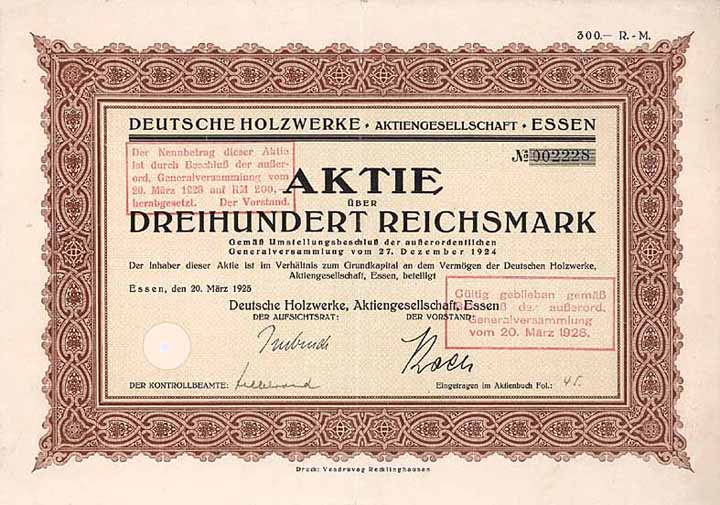 300.— R.-M.
DEUTSCHE HOLZWERKE • AKTIENGESELLSCHAFT • ESSEN
Der Nennbetrag dieser Aktie
ist durch Beschluß der außer-
ord. Generalversammlung vom
20. März 1928 auf RM 200,-
herabgesetzt. Der Vorstand.
No 002228
AKTIE
ÜBER
DREIHUNDERT REICHSMARK
Gemäß Umstellungsbeschluß der außerordentlichen
Generalversammlung vom 27. Dezember 1924
Der Inhaber dieser Aktie ist im Verhältnis zum Grundkapital an dem Vermögen der Deutschen Holzwerke,
Aktiengesellschaft, Essen, beteiligt
Essen, den 20. März 1925
Deutsche Holzwerke, Aktiengesellschaft, Essen
DER AUFSICHTSRAT: DER VORSTAND:
Gültig geblieben gemäß
der außerord.
Generalversammlung
vom 20. März 1928.
Koch
DER KONTROLLBEAMTE:
Eingetragen im Aktienbuch Fol.: 45.
Druck: Vesdruvag Recklinghausen